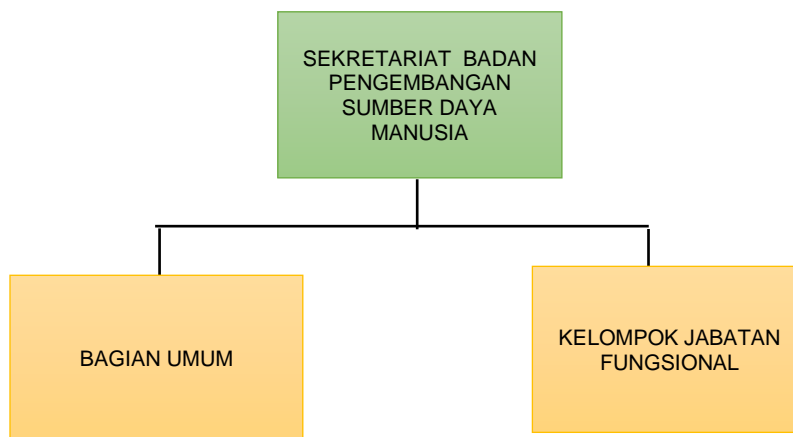 SEKRETARIAT BADAN
PENGEMBANGAN
SUMBER DAYA
MANUSIA
BAGIAN UMUM
KELOMPOK JABATAN
FUNGSIONAL